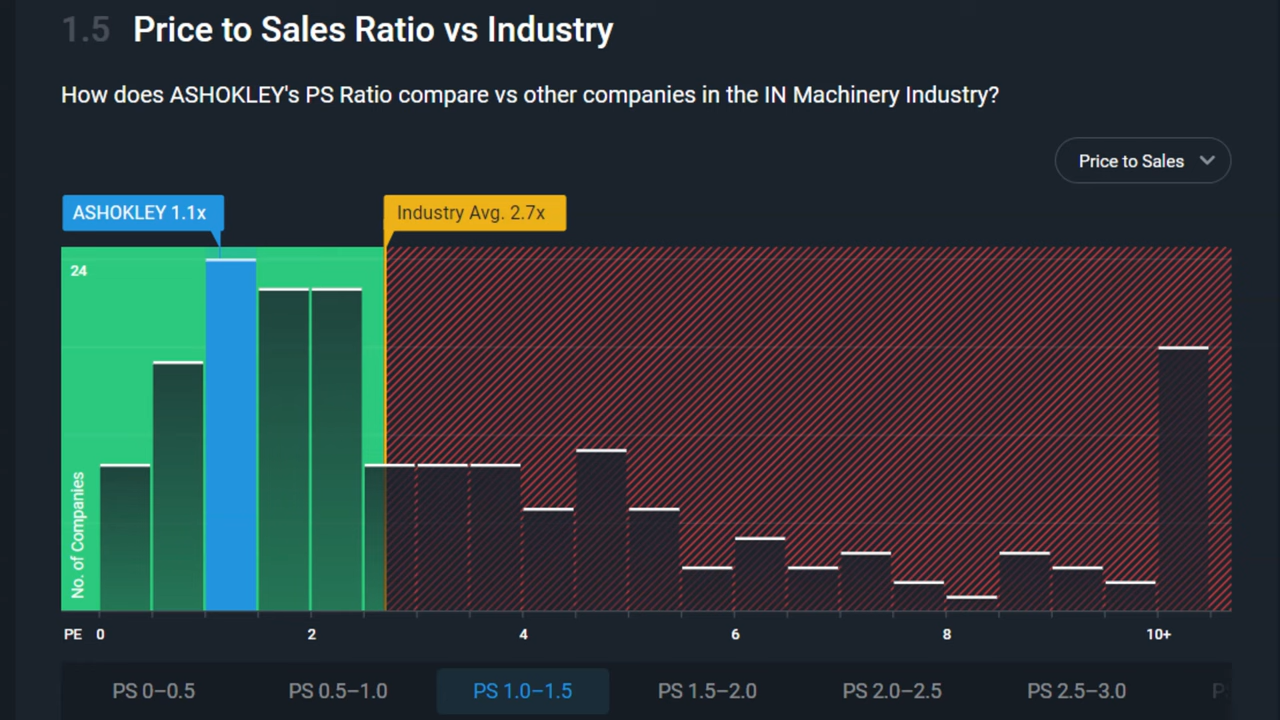 1.5 Price to Sales Ratio vs Industry
How does ASHOKLEY's PS Ratio compare vs other companies in the IN Machinery Industry?
Price to Sales
ASHOKLEY 1.1x
Industry Avg. 2.7x
24
No. of Companies
PE 0 2 4 6 8 10+
PS 0–0.5 PS 0.5–1.0 PS 1.0–1.5 PS 1.5–2.0 PS 2.0–2.5 PS 2.5–3.0